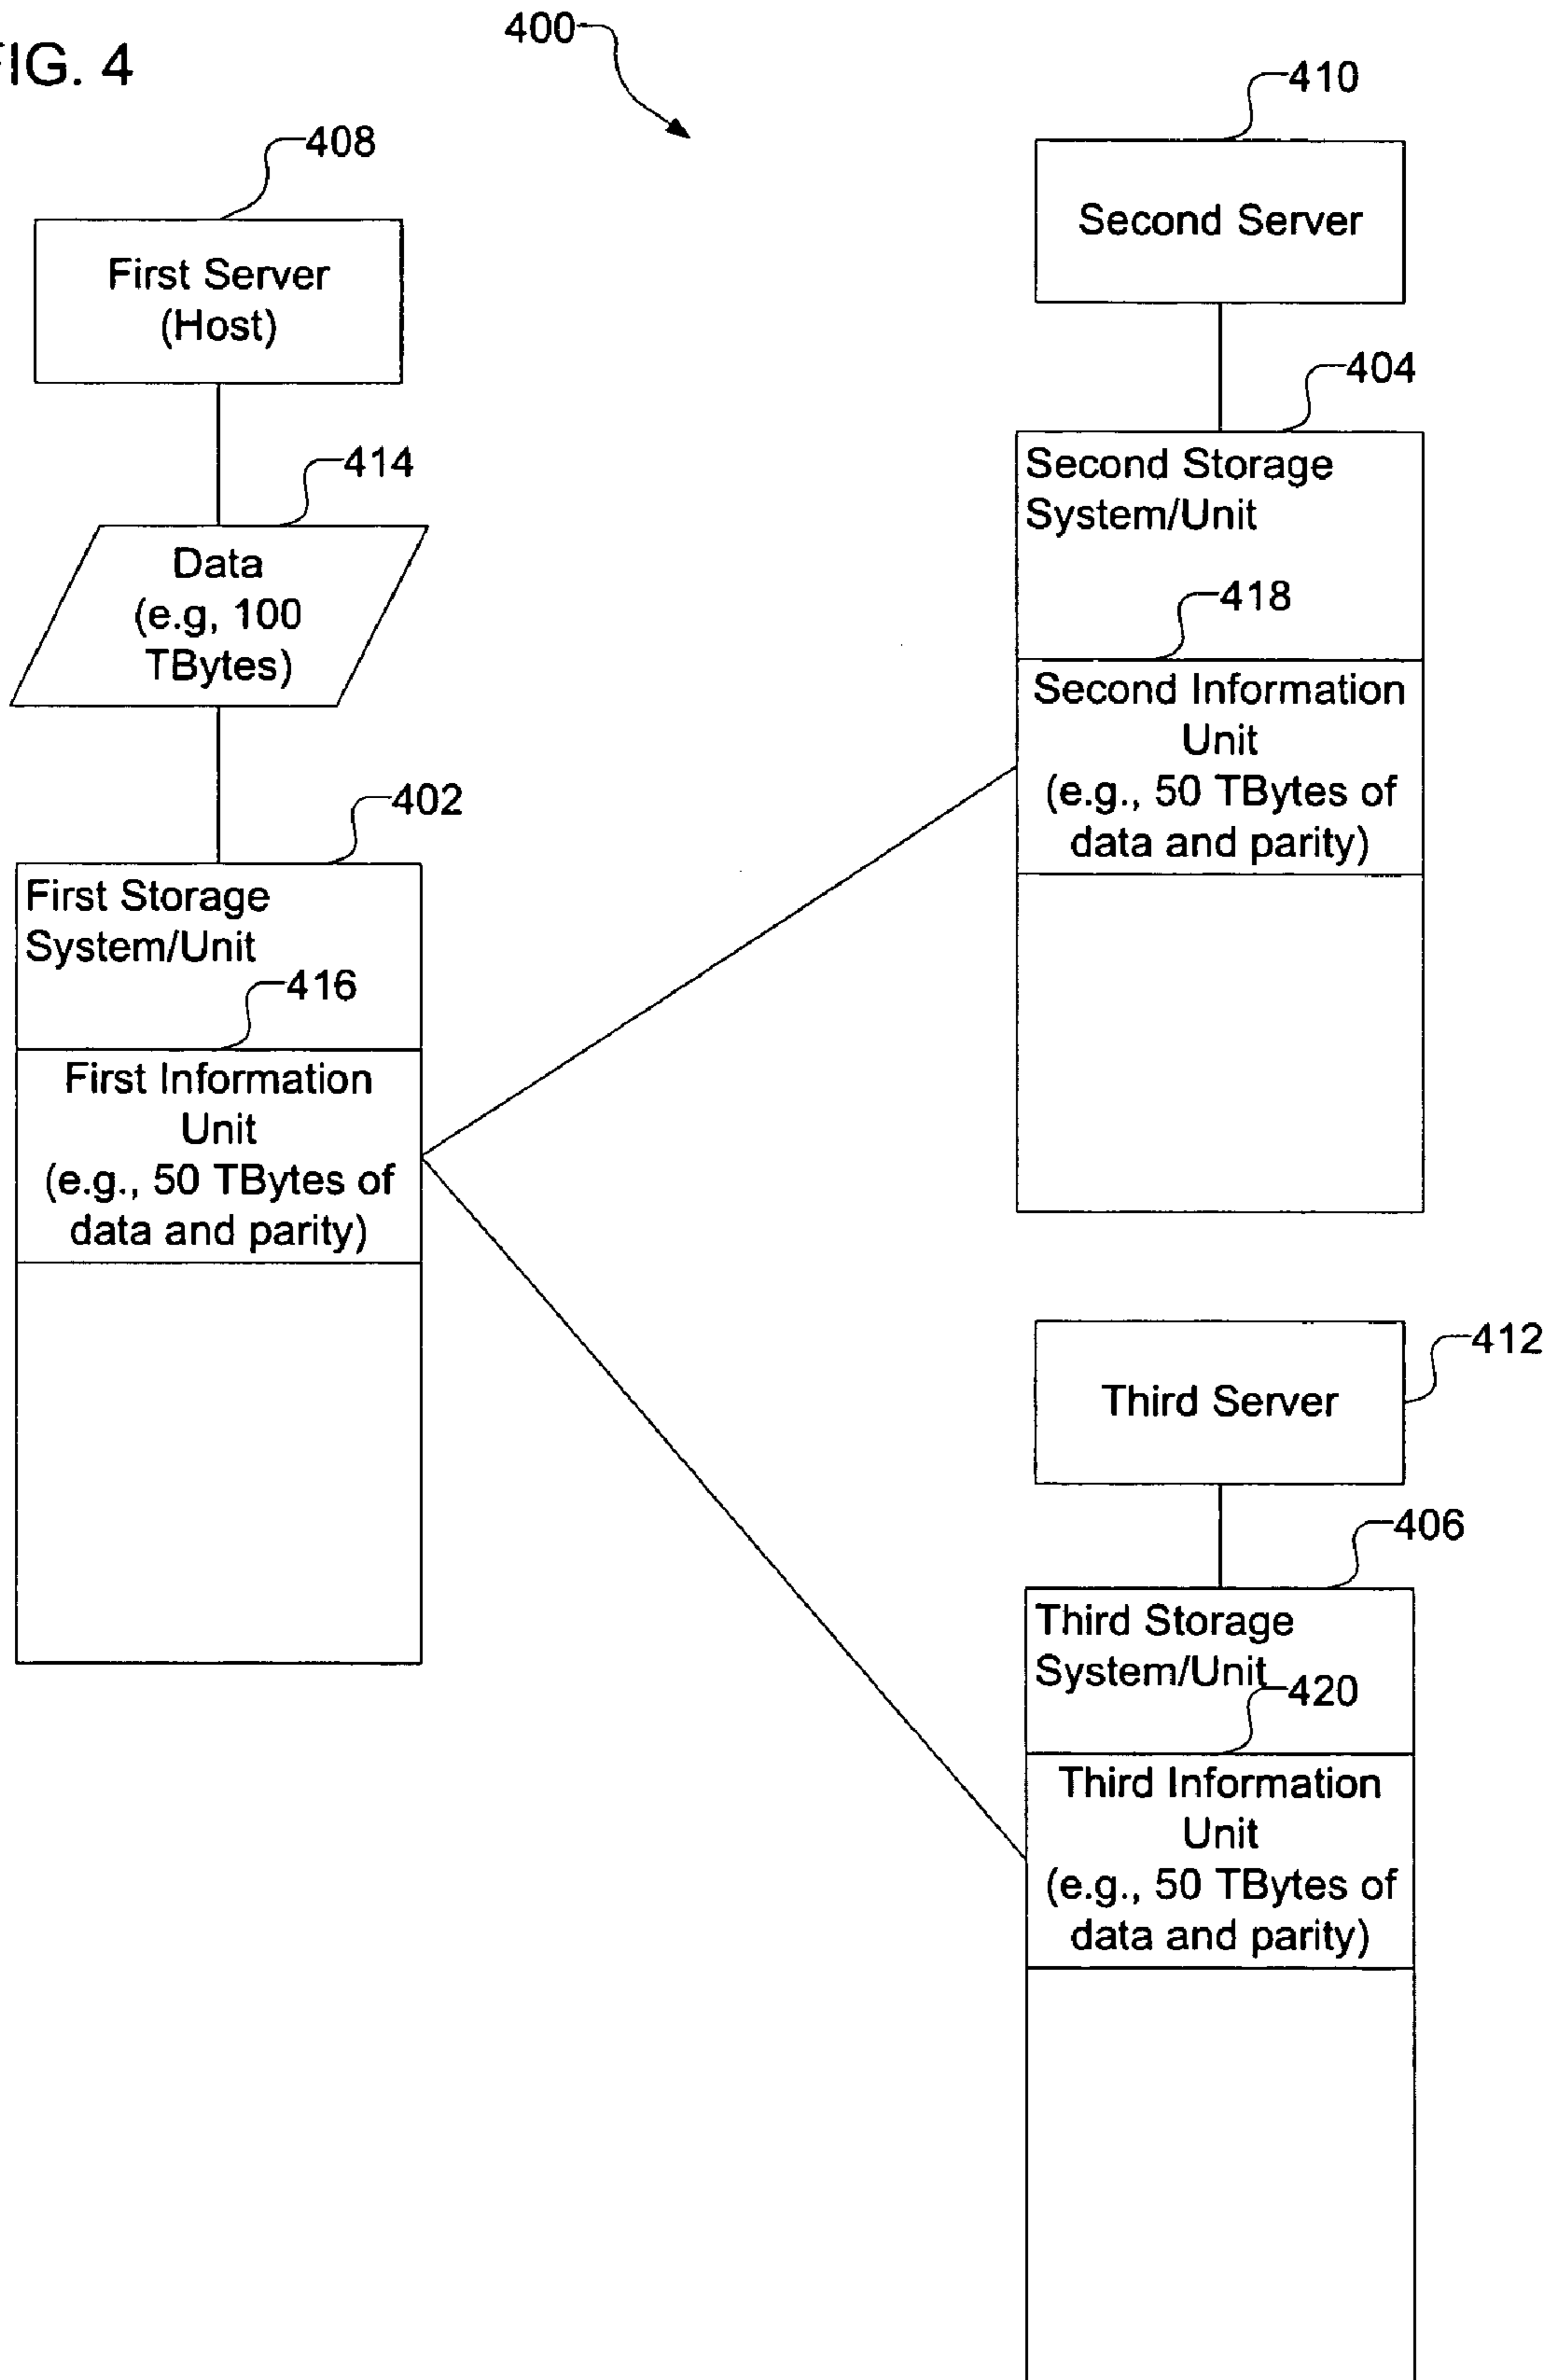 FIG. 4
400
408
First Server
(Host)
414
Data
(e.g, 100
TBytes)
402
First Storage
System/Unit
416
First Information
Unit
(e.g., 50 TBytes of
data and parity)
410
Second Server
404
Second Storage
System/Unit
418
Second Information
Unit
(e.g., 50 TBytes of
data and parity)
412
Third Server
406
Third Storage
System/Unit
420
Third Information
Unit
(e.g., 50 TBytes of
data and parity)